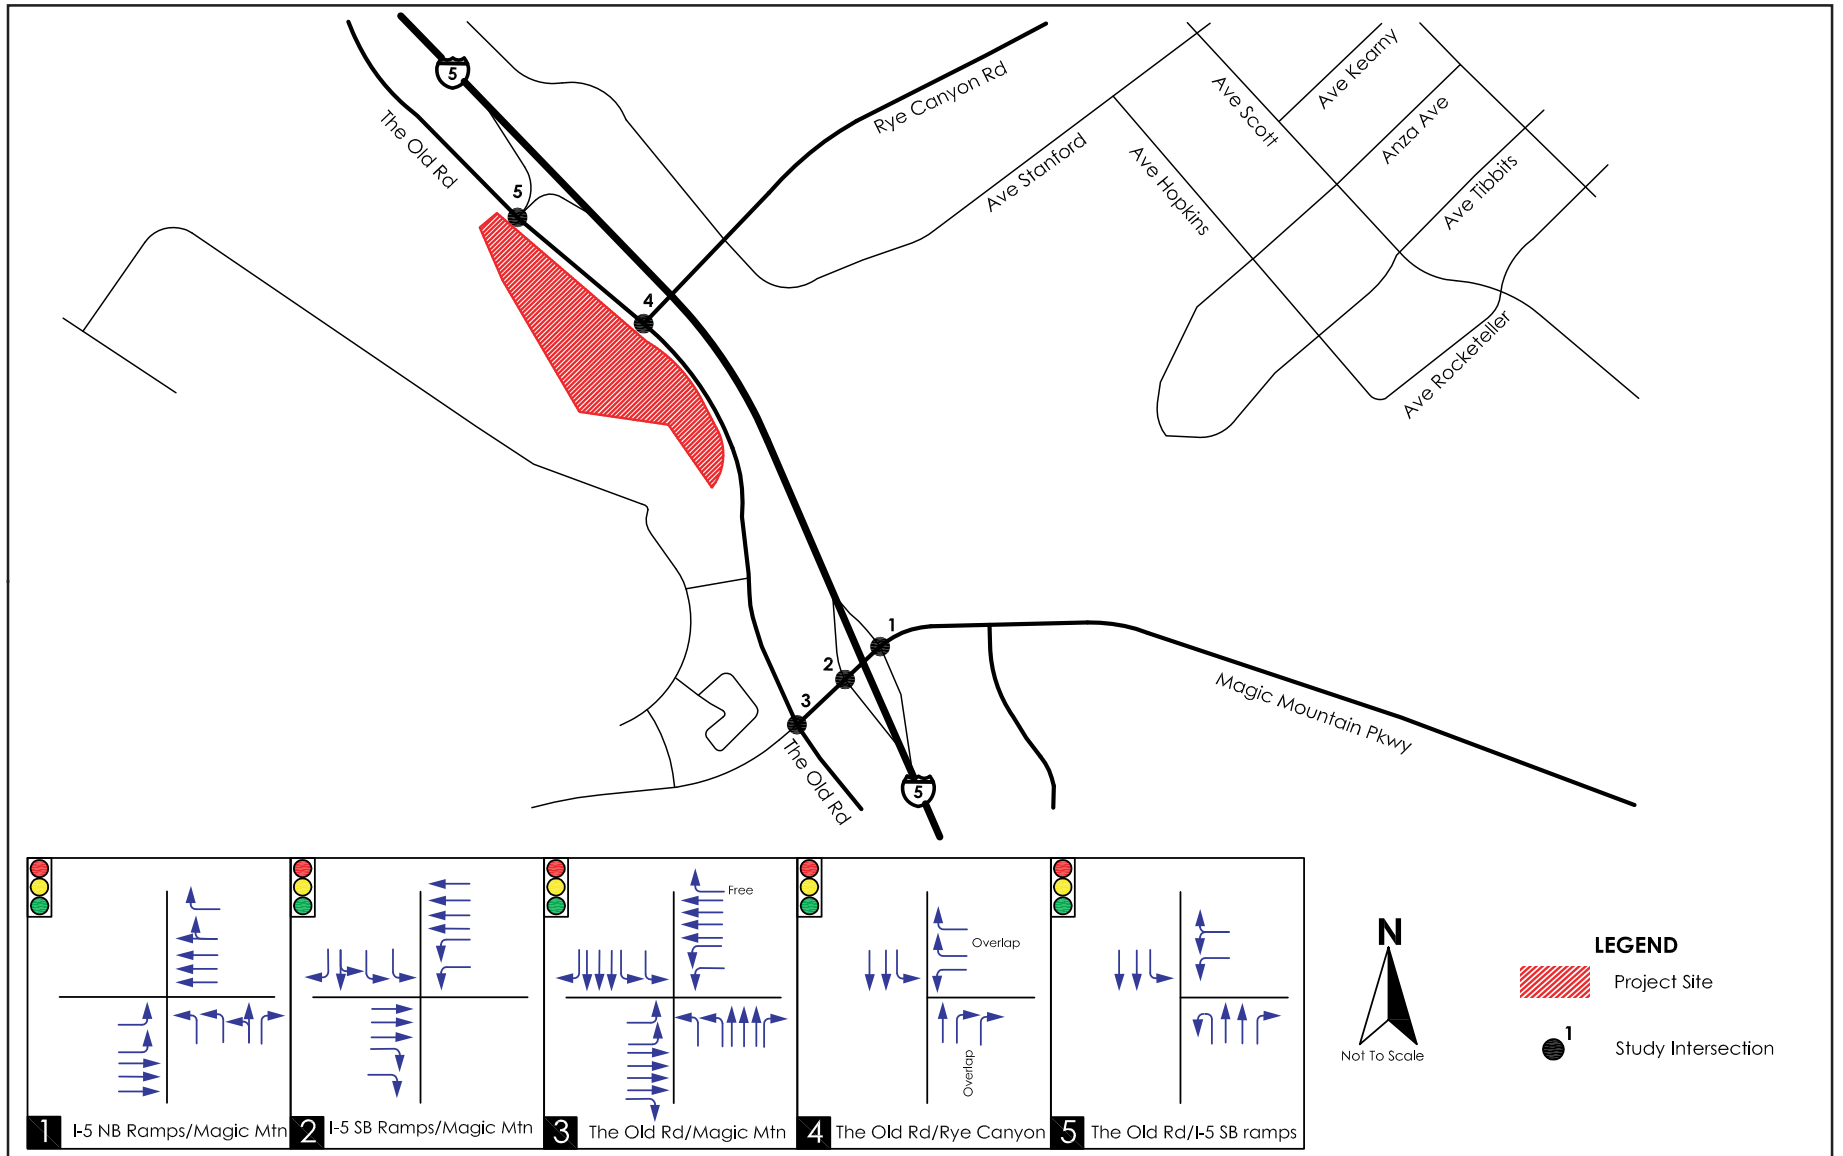 5
The Old Rd
Rye Canyon Rd
Ave Stanford
Ave Hopkins
Ave Scott
Ave Kearny
Anza Ave
Ave Tibbits
Ave Rocketeller
5
4
1
2
3
The Old Rd
5
Magic Mountain Pkwy
1 I-5 NB Ramps/Magic Mtn
2 I-5 SB Ramps/Magic Mtn
Free
3 The Old Rd/Magic Mtn
Overlap
Overlap
4 The Old Rd/Rye Canyon
5 The Old Rd/I-5 SB ramps
N
Not To Scale
LEGEND
Project Site
1
Study Intersection